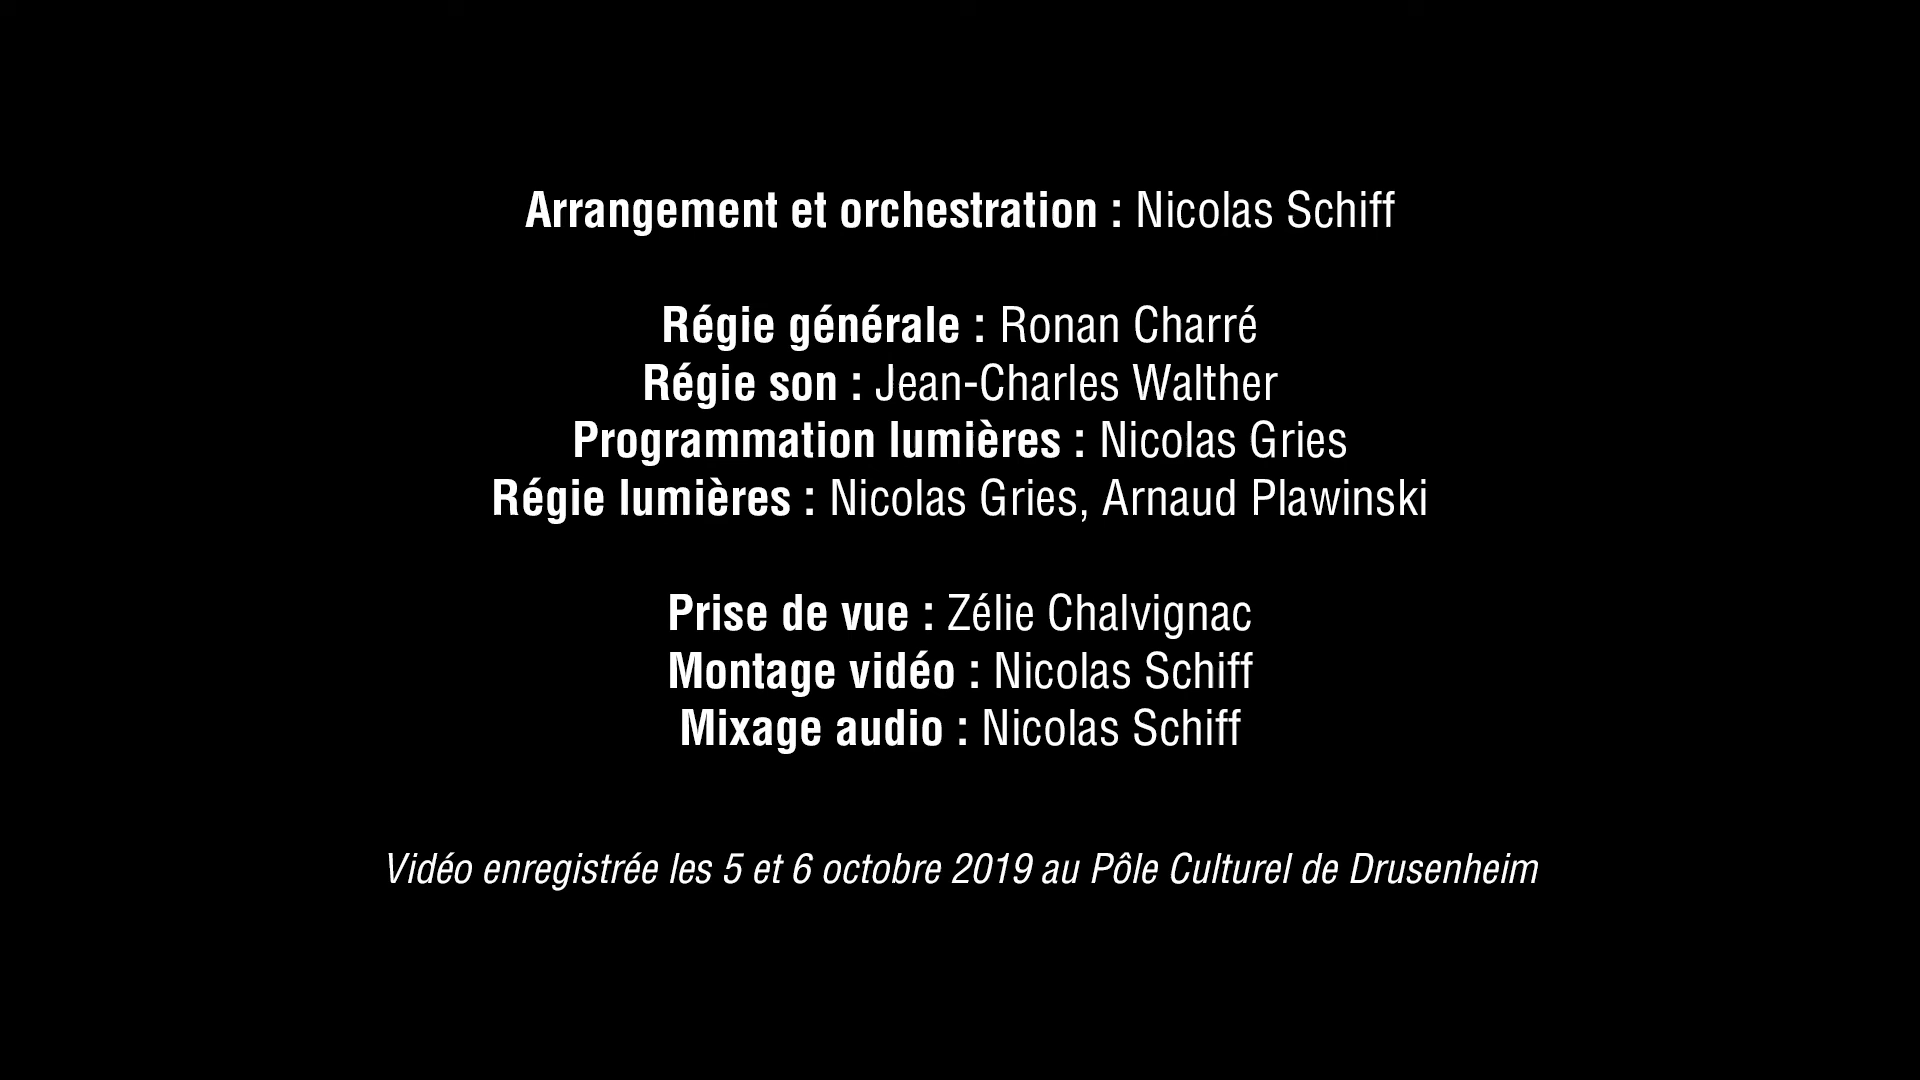 Arrangement et orchestration : Nicolas Schiff
Régie générale : Ronan Charré
Régie son : Jean-Charles Walther
Programmation lumières : Nicolas Gries
Régie lumières : Nicolas Gries, Arnaud Plawinski
Prise de vue : Zélie Chalvignac
Montage vidéo : Nicolas Schiff
Mixage audio : Nicolas Schiff
Vidéo enregistrée les 5 et 6 octobre 2019 au Pôle Culturel de Drusenheim